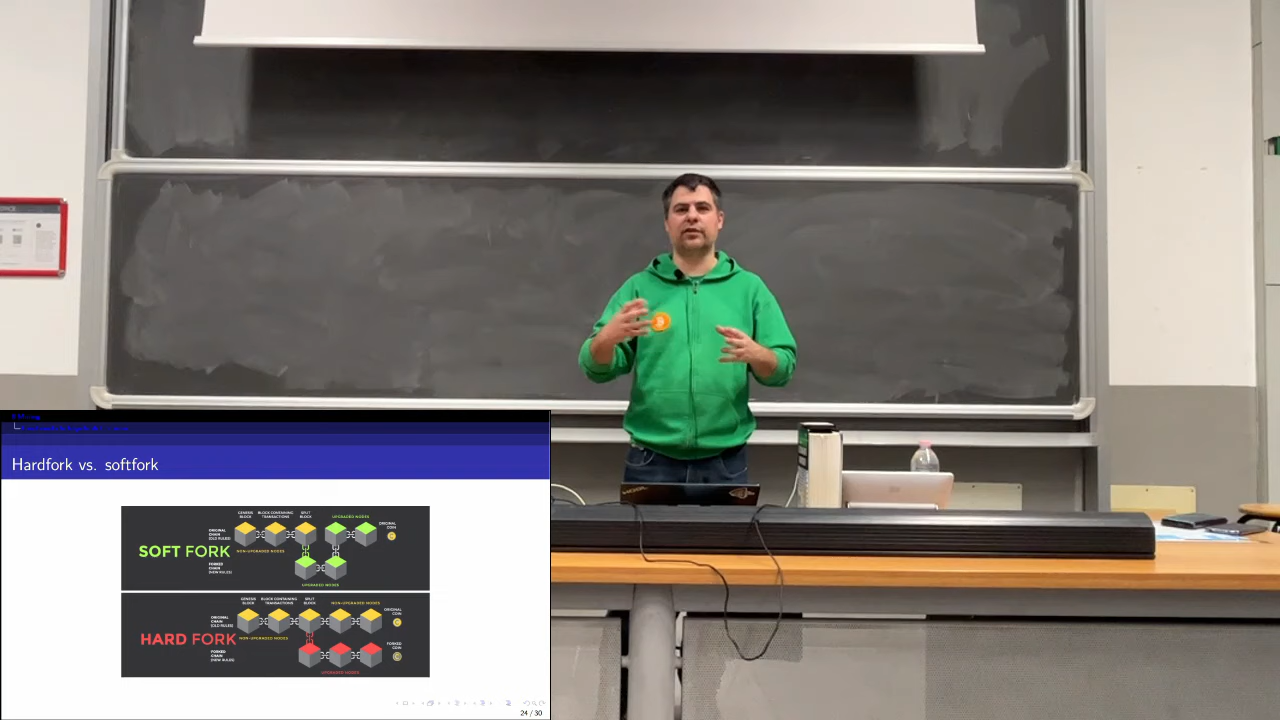 Hardfork vs. softfork
GENESIS BLOCK
BLOCK CONTAINING TRANSACTIONS
SPLIT BLOCK
UPGRADED NODES
ORIGINAL CHAIN (OLD RULES)
ORIGINAL COIN
SOFT FORK
NON-UPGRADED NODES
FORKED CHAIN (NEW RULES)
UPGRADED NODES
GENESIS BLOCK
BLOCK CONTAINING TRANSACTIONS
SPLIT BLOCK
NON-UPGRADED NODES
ORIGINAL CHAIN (OLD RULES)
ORIGINAL COIN
HARD FORK
NON-UPGRADED NODES
FORKED CHAIN (NEW RULES)
FORKED COIN
UPGRADED NODES
24 / 30